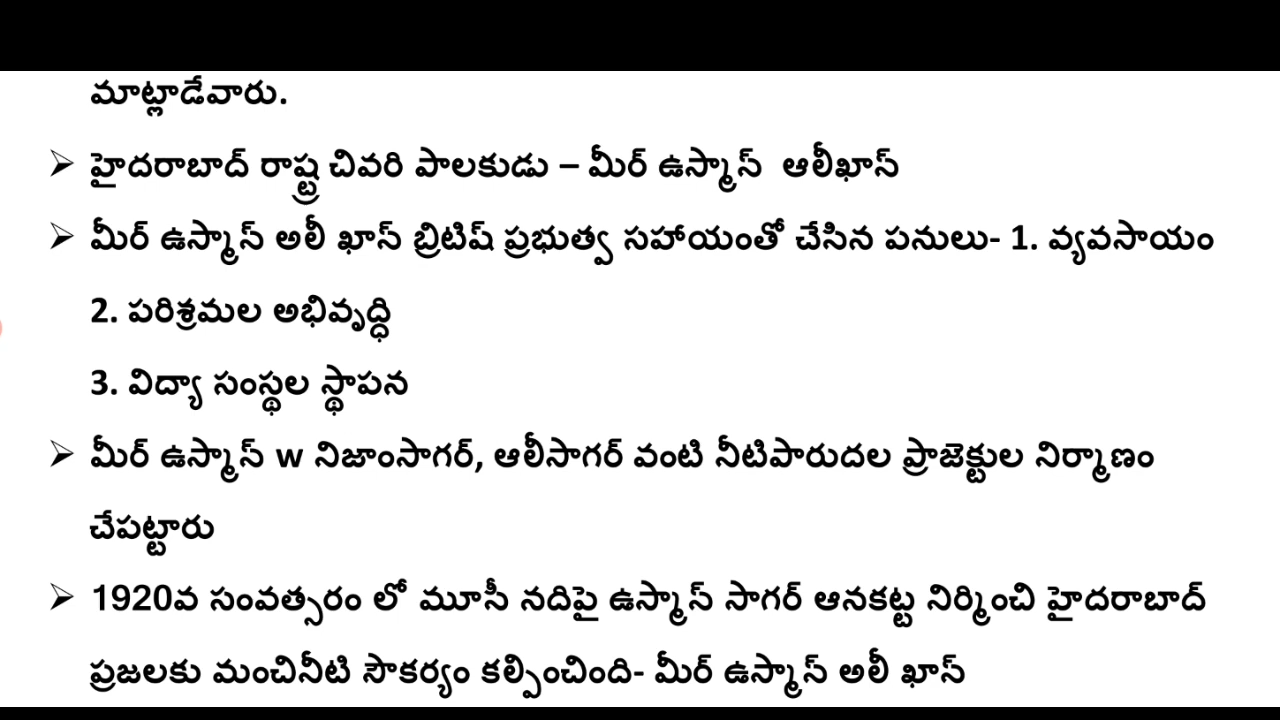 మాట్లాడేవారు.
➢ హైదరాబాద్ రాష్ట్ర చివరి పాలకుడు – మీర్ ఉస్మాన్ ఆలీఖాన్
➢ మీర్ ఉస్మాన్ అలీ ఖాన్ బ్రిటిష్ ప్రభుత్వ సహాయంతో చేసిన పనులు- 1. వ్యవసాయం
2. పరిశ్రమల అభివృద్ధి
3. విద్యా సంస్థల స్థాపన
➢ మీర్ ఉస్మాన్ w నిజాంసాగర్, ఆలీసాగర్ వంటి నీటిపారుదల ప్రాజెక్టుల నిర్మాణం
చేపట్టారు
➢ 1920వ సంవత్సరం లో మూసీ నదిపై ఉస్మాన్ సాగర్ ఆనకట్ట నిర్మించి హైదరాబాద్
ప్రజలకు మంచినీటి సౌకర్యం కల్పించింది- మీర్ ఉస్మాన్ అలీ ఖాన్